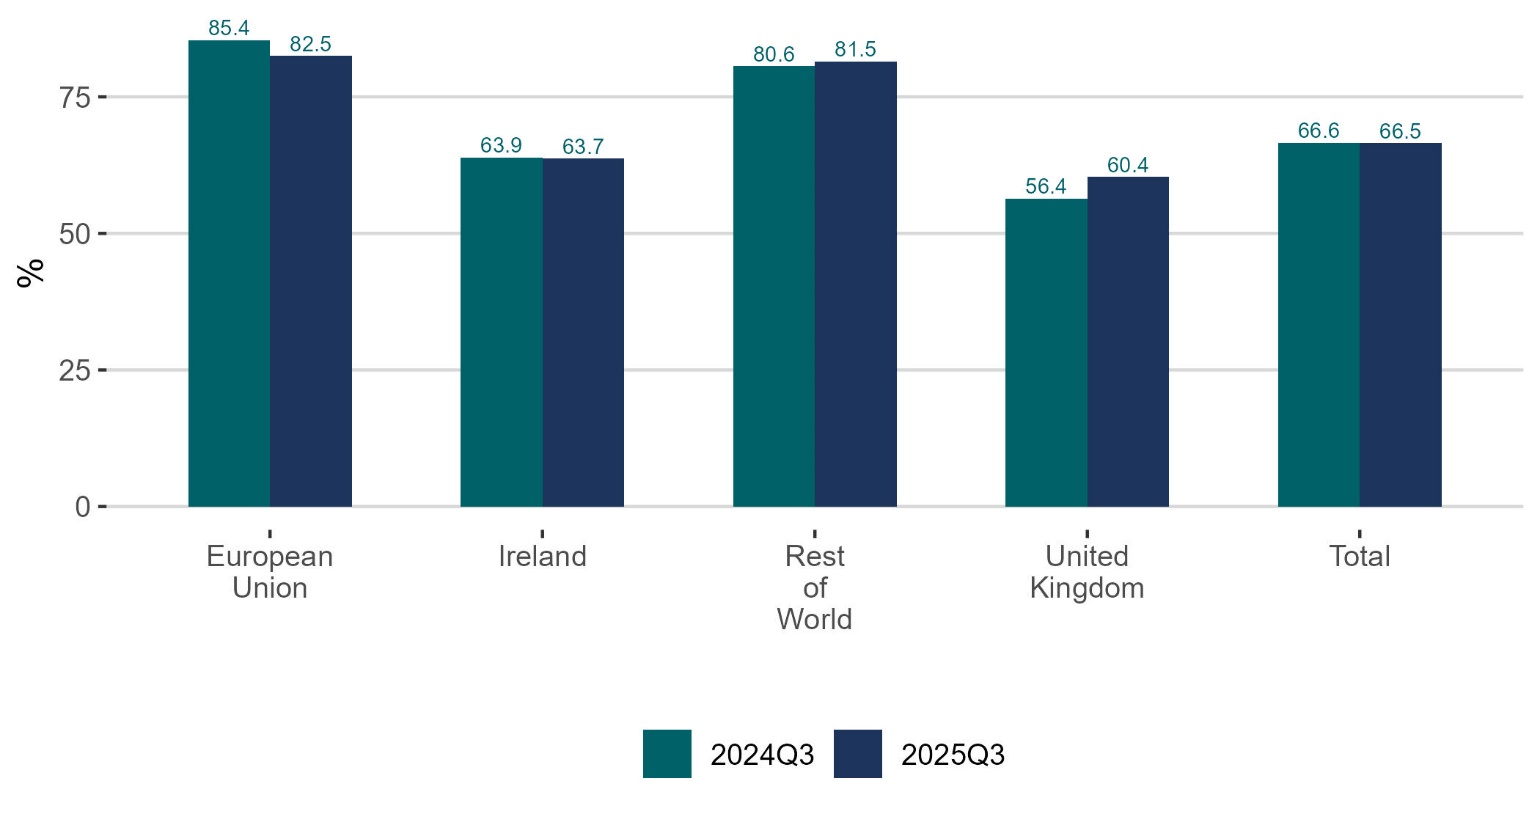 85.4
82.5
80.6
81.5
75
63.9
63.7
66.6
66.5
56.4
60.4
50
%
25
0
European
Union
Ireland
Rest
of
World
United
Kingdom
Total
2024Q3
2025Q3